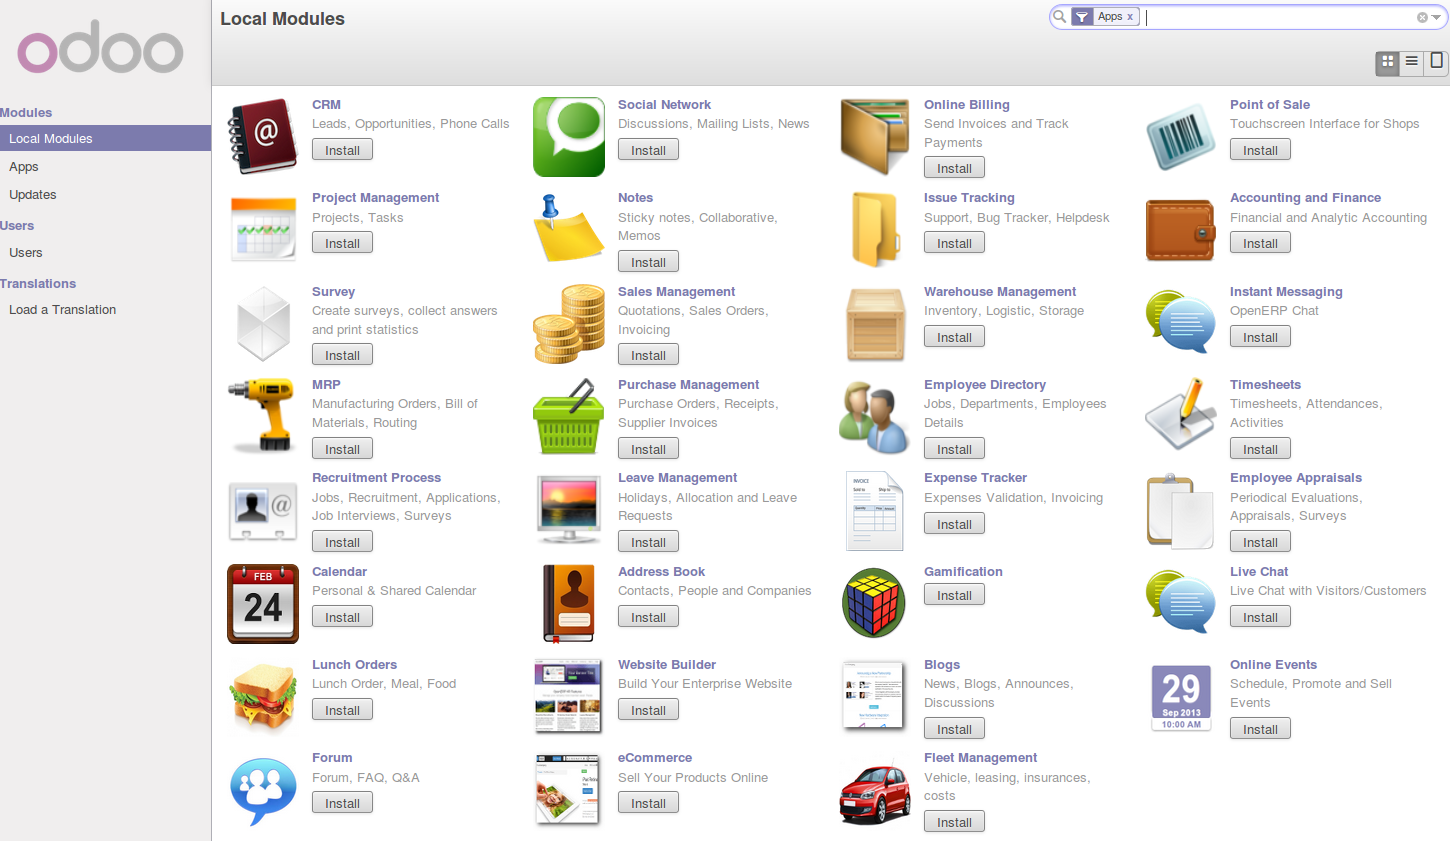 odoo
Local Modules
Apps x
Modules
Local Modules
Apps
Updates
Users
Users
Translations
Load a Translation
CRM
Leads, Opportunities, Phone Calls
Install
Social Network
Discussions, Mailing Lists, News
Install
Online Billing
Send Invoices and Track
Payments
Install
Point of Sale
Touchscreen Interface for Shops
Install
Project Management
Projects, Tasks
Install
Notes
Sticky notes, Collaborative,
Memos
Install
Issue Tracking
Support, Bug Tracker, Helpdesk
Install
Accounting and Finance
Financial and Analytic Accounting
Install
Survey
Create surveys, collect answers
and print statistics
Install
Sales Management
Quotations, Sales Orders,
Invoicing
Install
Warehouse Management
Inventory, Logistic, Storage
Install
Instant Messaging
OpenERP Chat
Install
MRP
Manufacturing Orders, Bill of
Materials, Routing
Install
Purchase Management
Purchase Orders, Receipts,
Supplier Invoices
Install
Employee Directory
Jobs, Departments, Employees
Details
Install
Timesheets
Timesheets, Attendances,
Activities
Install
Recruitment Process
Jobs, Recruitment, Applications,
Job Interviews, Surveys
Install
Leave Management
Holidays, Allocation and Leave
Requests
Install
INVOICE
Expense Tracker
Expenses Validation, Invoicing
Install
Employee Appraisals
Periodical Evaluations,
Appraisals, Surveys
Install
FEB
24
Calendar
Personal & Shared Calendar
Install
Address Book
Contacts, People and Companies
Install
Gamification
Install
Live Chat
Live Chat with Visitors/Customers
Install
Lunch Orders
Lunch Order, Meal, Food
Install
Website Builder
Build Your Enterprise Website
Install
Blogs
News, Blogs, Announces,
Discussions
Install
29
Sep 2013
10:00 AM
Online Events
Schedule, Promote and Sell
Events
Install
Forum
Forum, FAQ, Q&A
Install
eCommerce
Sell Your Products Online
Install
Fleet Management
Vehicle, leasing, insurances,
costs
Install